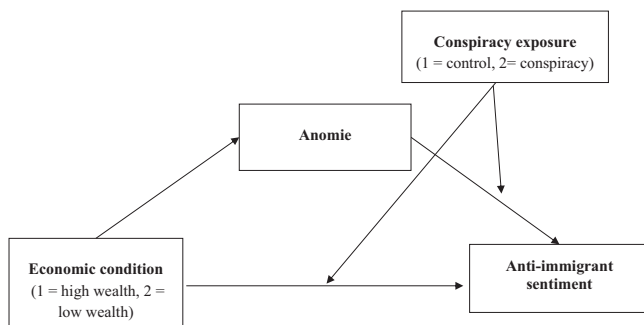 Conspiracy exposure
(1 = control, 2= conspiracy)
Anomie
Economic condition
(1 = high wealth, 2 =
low wealth)
Anti-immigrant
sentiment